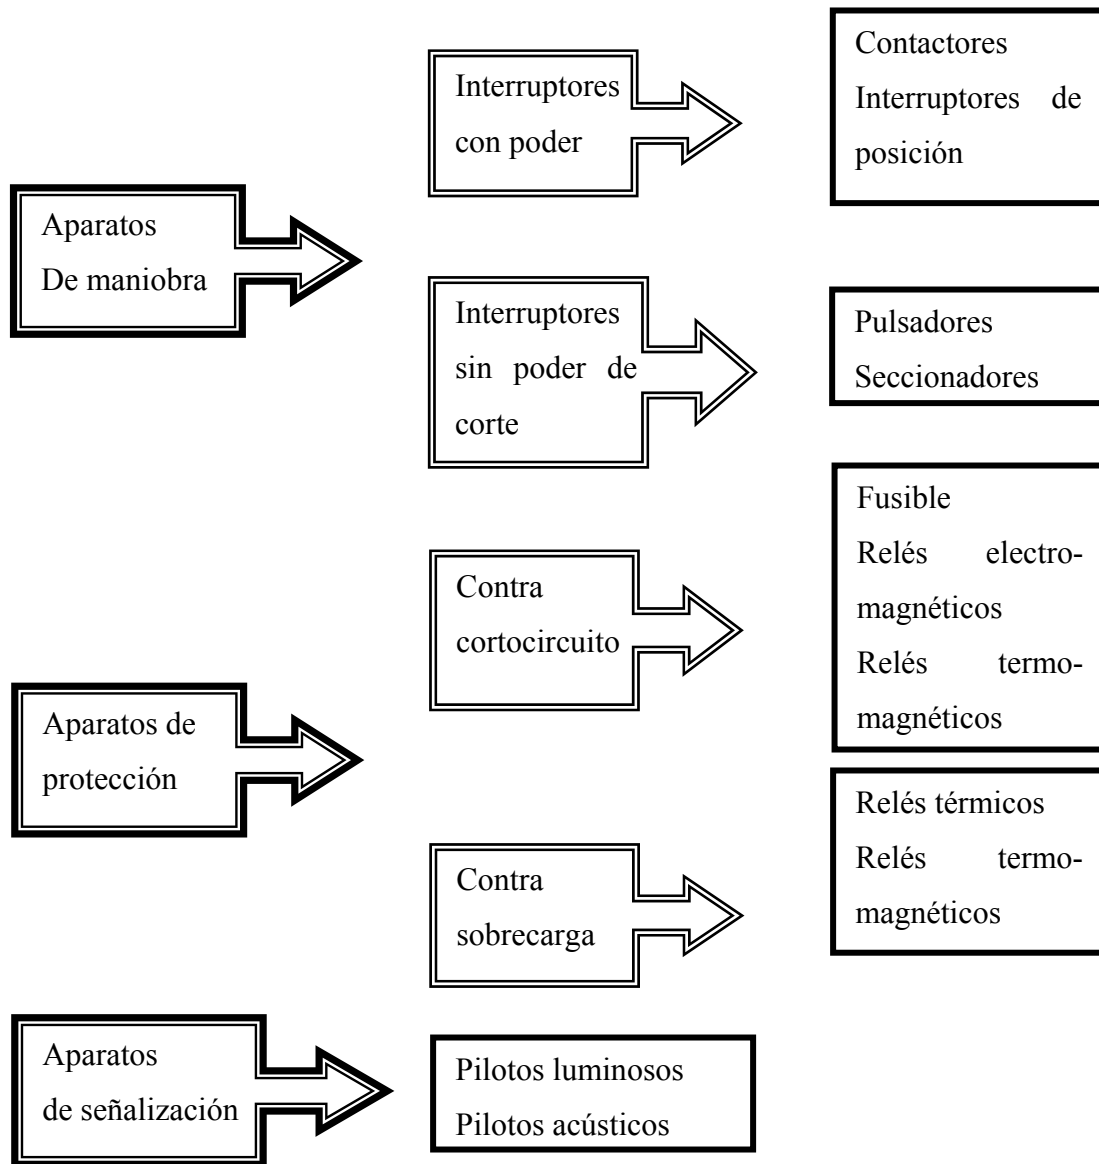 Aparatos
De maniobra
Interruptores
con poder
Contactores
Interruptores de
posición
Interruptores
sin poder de
corte
Pulsadores
Seccionadores
Aparatos de
protección
Contra
cortocircuito
Fusible
Relés electro-
magnéticos
Relés termo-
magnéticos
Contra
sobrecarga
Relés térmicos
Relés termo-
magnéticos
Aparatos
de señalización
Pilotos luminosos
Pilotos acústicos